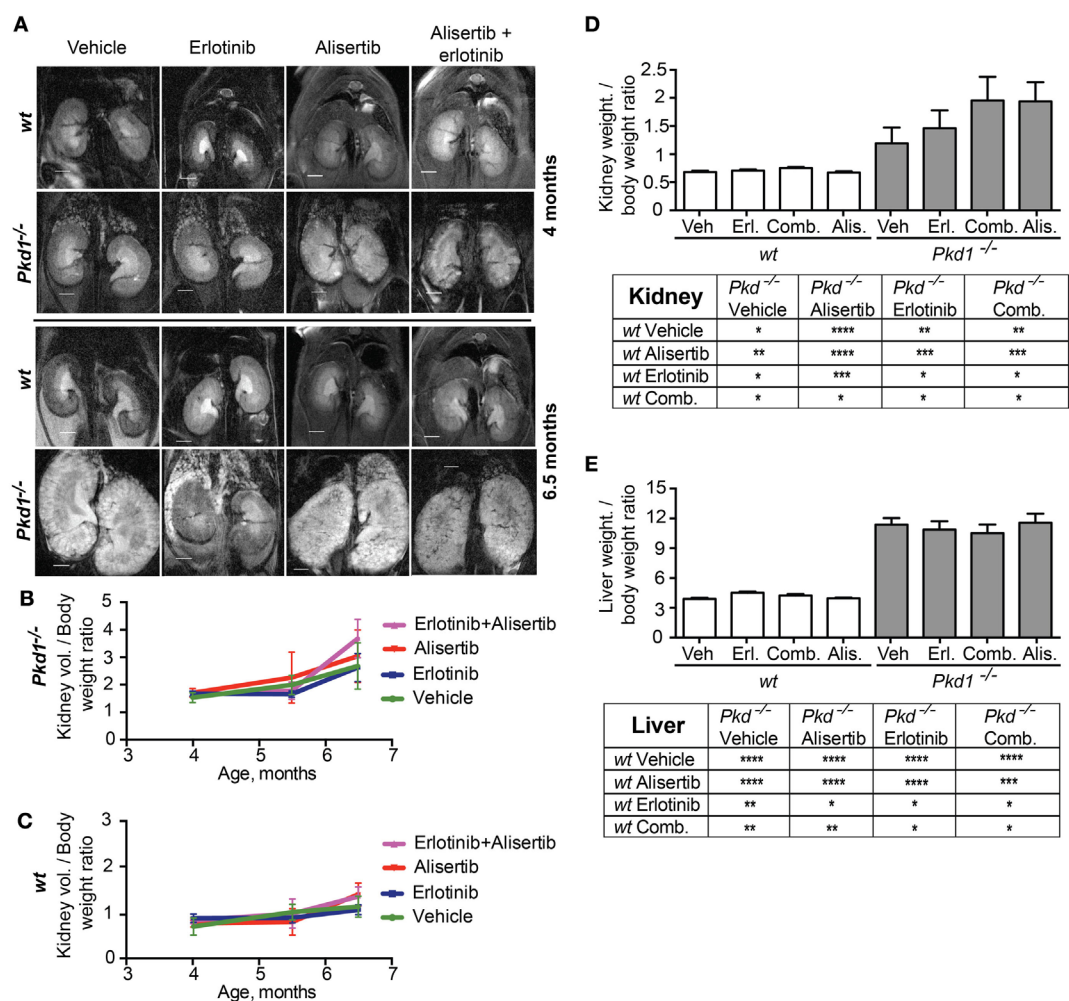 A
Vehicle Erlotinib Alisertib Alisertib +
erlotinib
wt
Pkd1-/-
4 months
wt
Pkd1-/-
6.5 months
B
Pkd1-/-
Kidney vol. / Body
weight ratio
5
4
3
2
1
0
3 4 5 6 7
Age, months
Erlotinib+Alisertib
Alisertib
Erlotinib
Vehicle
C
wt
Kidney vol. / Body
weight ratio
3
2
1
0
3 4 5 6 7
Age, months
Erlotinib+Alisertib
Alisertib
Erlotinib
Vehicle
D
Kidney weight. /
body weight ratio
2.5
2
1.5
1
0.5
0
Veh Erl. Comb. Alis. Veh Erl. Comb. Alis.
wt Pkd1 -/-
Kidney Pkd -/- Vehicle Pkd -/- Alisertib Pkd -/- Erlotinib Pkd -/- Comb.
wt Vehicle * **** ** **
wt Alisertib ** **** *** ***
wt Erlotinib * *** * *
wt Comb. * * * *
E
Liver weight. /
body weight ratio
15
12
9
6
3
0
Veh Erl. Comb. Alis. Veh Erl. Comb. Alis.
wt Pkd1 -/-
Liver Pkd -/- Vehicle Pkd -/- Alisertib Pkd -/- Erlotinib Pkd -/- Comb.
wt Vehicle **** **** **** ****
wt Alisertib **** **** **** ***
wt Erlotinib ** * * *
wt Comb. ** ** * *